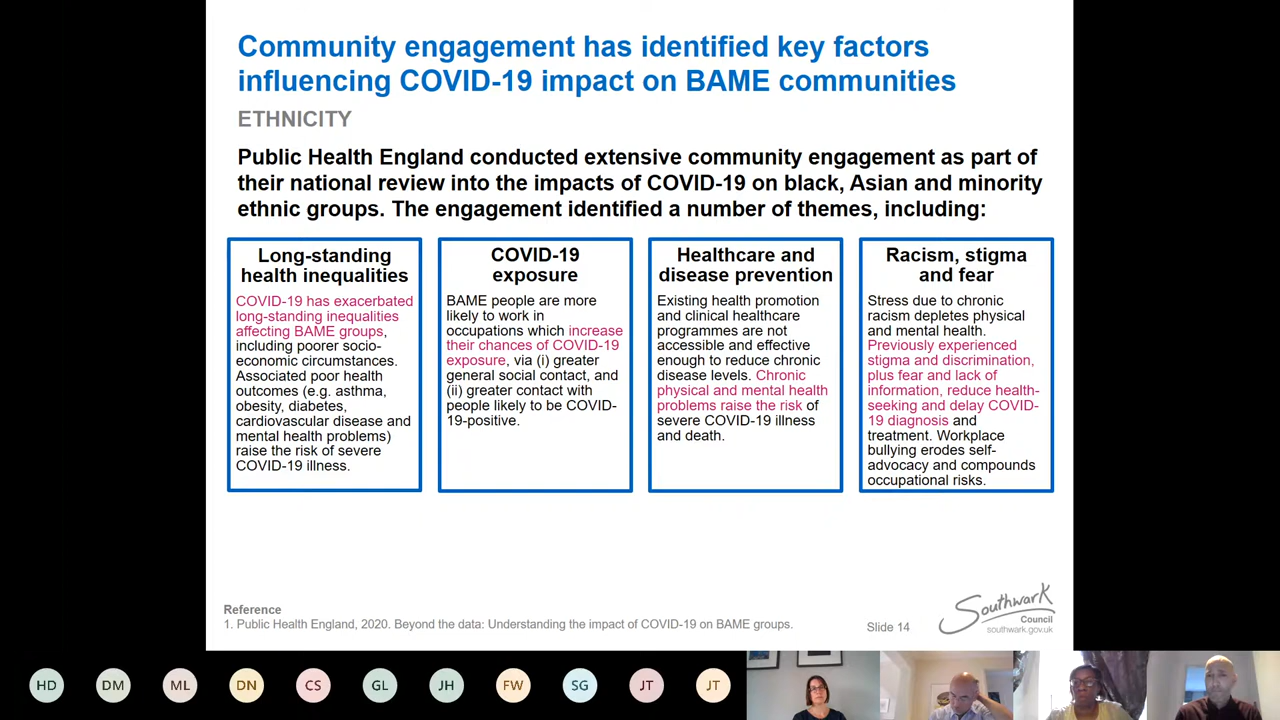 Community engagement has identified key factors
influencing COVID-19 impact on BAME communities
ETHNICITY
Public Health England conducted extensive community engagement as part of
their national review into the impacts of COVID-19 on black, Asian and minority
ethnic groups. The engagement identified a number of themes, including:
Long-standing
health inequalities
COVID-19 has exacerbated
long-standing inequalities
affecting BAME groups,
including poorer socio-
economic circumstances.
Associated poor health
outcomes (e.g. asthma,
obesity, diabetes,
cardiovascular disease and
mental health problems)
raise the risk of severe
COVID-19 illness.
COVID-19
exposure
BAME people are more
likely to work in
occupations which increase
their chances of COVID-19
exposure, via (i) greater
general social contact, and
(ii) greater contact with
people likely to be COVID-
19-positive.
Healthcare and
disease prevention
Existing health promotion
and clinical healthcare
programmes are not
accessible and effective
enough to reduce chronic
disease levels. Chronic
physical and mental health
problems raise the risk of
severe COVID-19 illness
and death.
Racism, stigma
and fear
Stress due to chronic
racism depletes physical
and mental health.
Previously experienced
stigma and discrimination,
plus fear and lack of
information, reduce health-
seeking and delay COVID-
19 diagnosis and
treatment. Workplace
bullying erodes self-
advocacy and compounds
occupational risks.
Reference
1. Public Health England, 2020. Beyond the data: Understanding the impact of COVID-19 on BAME groups.
Slide 14
Southwark
Council
southwark.gov.uk
HD
DM
ML
DN
CS
GL
JH
FW
SG
JT
JT